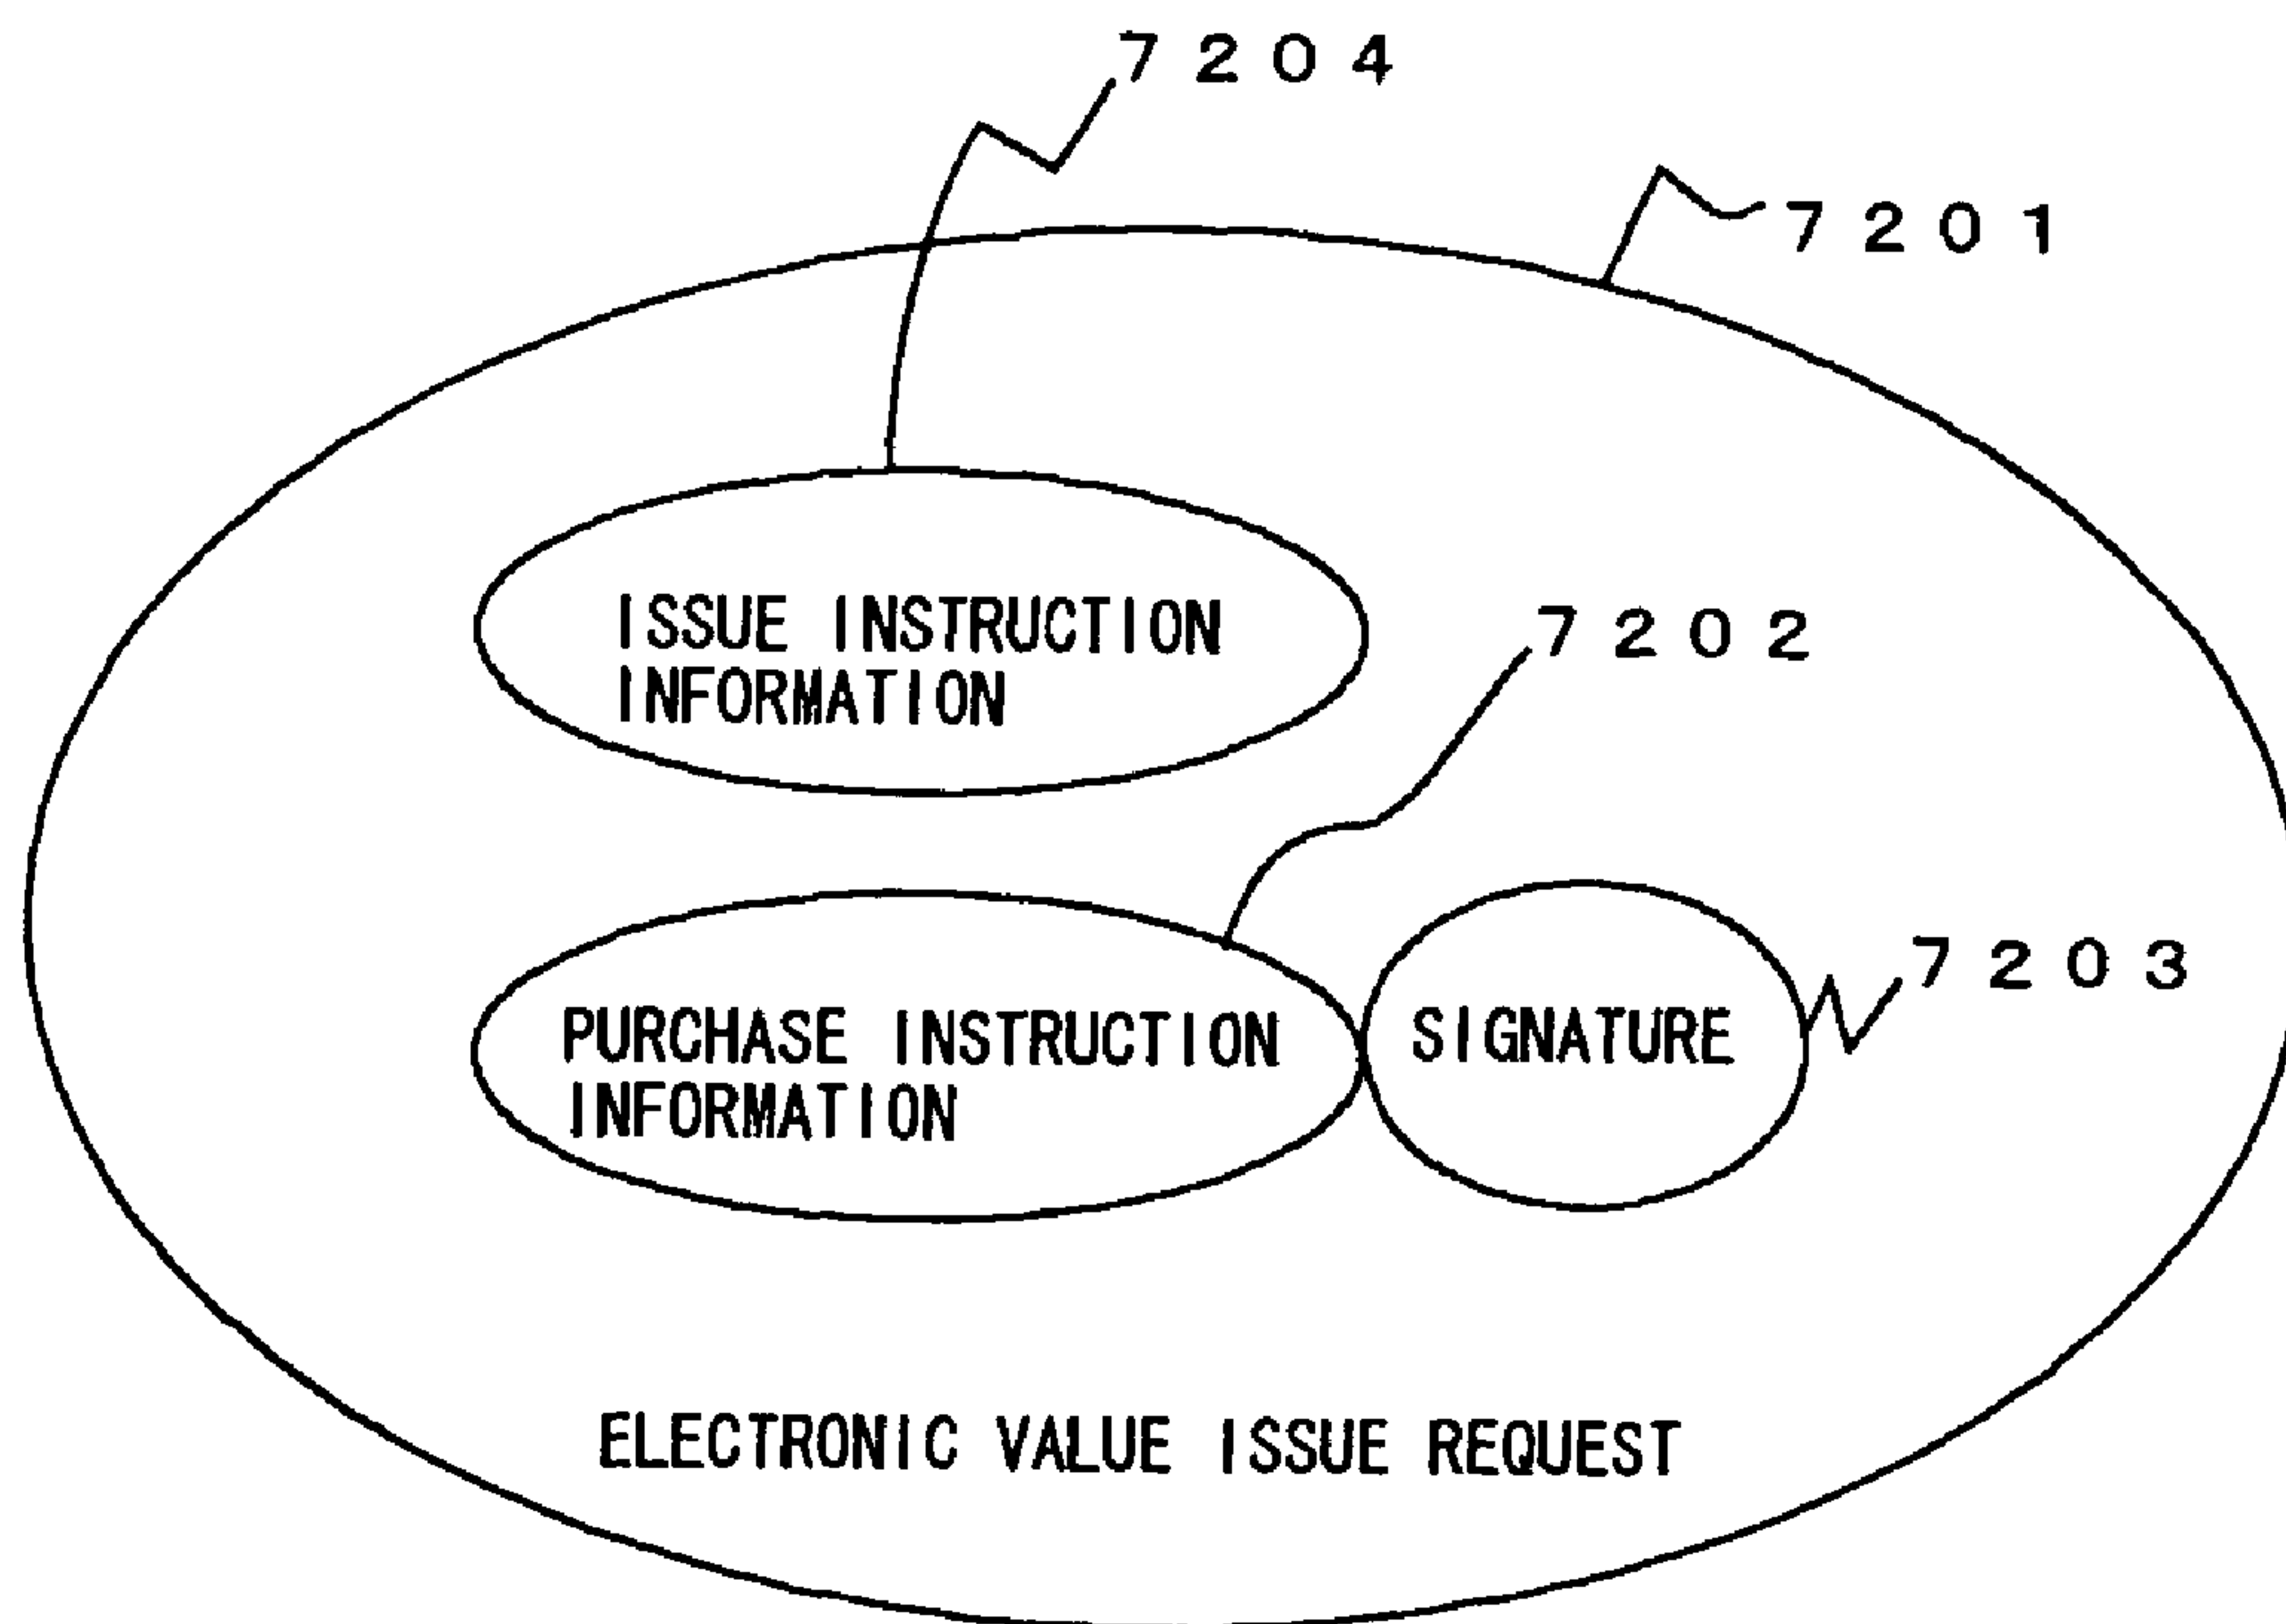 7204
7201
ISSUE INSTRUCTION
INFORMATION
7202
7203
PURCHASE INSTRUCTION
INFORMATION
SIGNATURE
ELECTRONIC VALUE ISSUE REQUEST